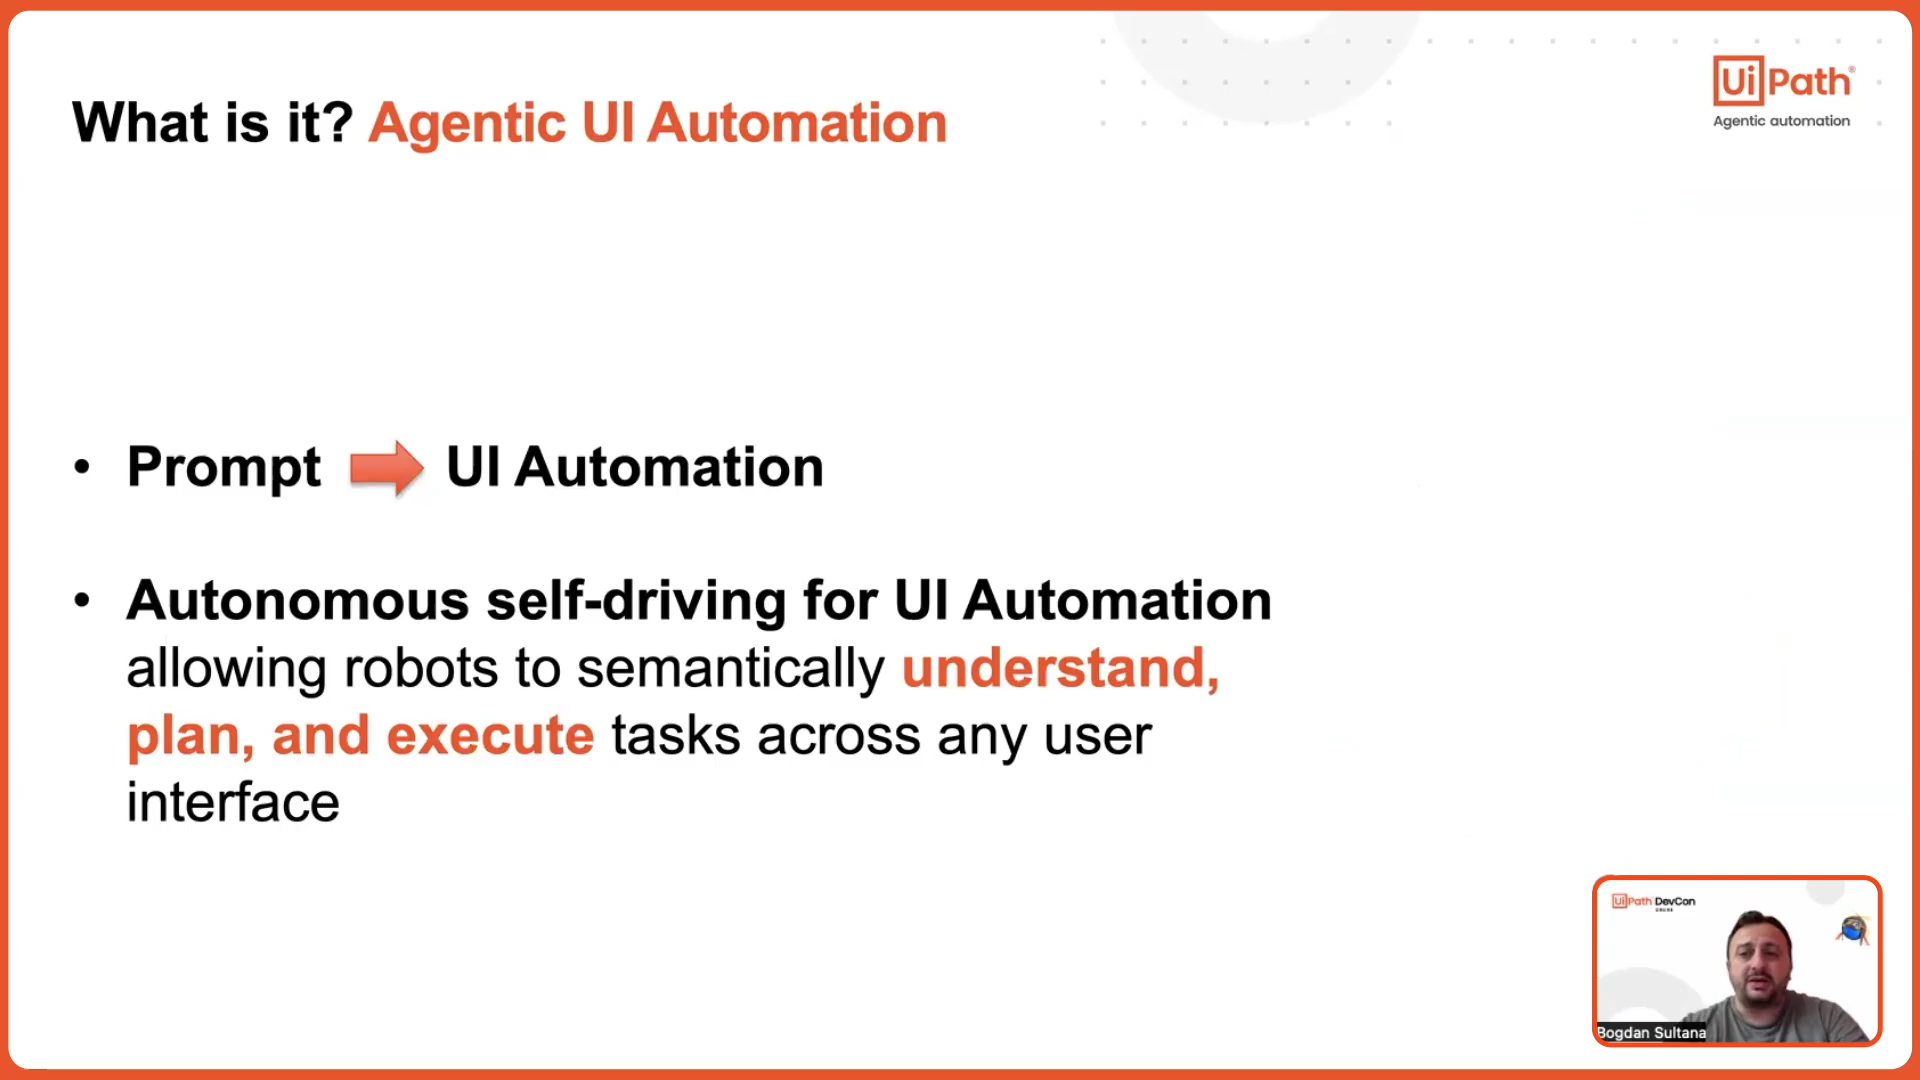 What is it? Agentic UI Automation
UiPath®
Agentic automation
• Prompt UI Automation
• Autonomous self-driving for UI Automation
allowing robots to semantically understand,
plan, and execute tasks across any user
interface
UiPath DevCon
ONLINE
Bogdan Sultana